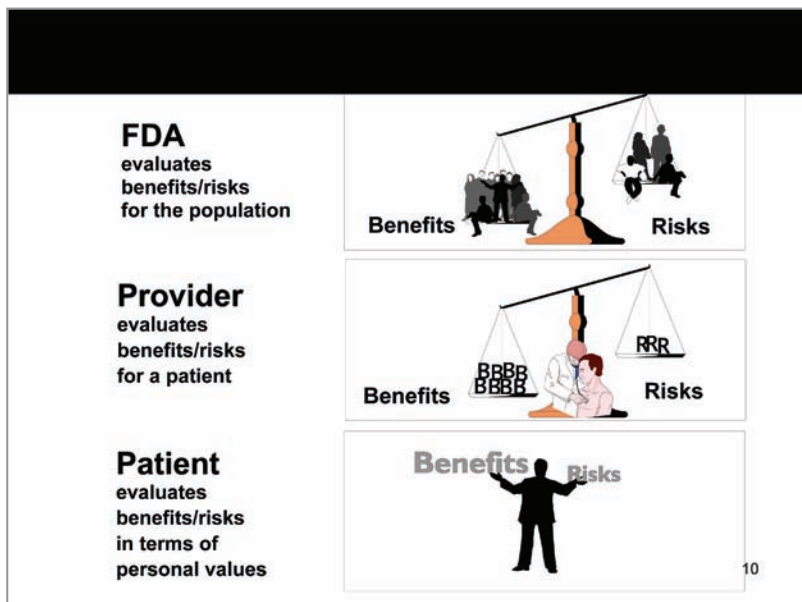 FDA
evaluates
benefits/risks
for the population
Benefits
Risks
Provider
evaluates
benefits/risks
for a patient
BBBB
BBBB
RRR
Benefits
Risks
Patient
evaluates
benefits/risks
in terms of
personal values
Benefits
Risks
10